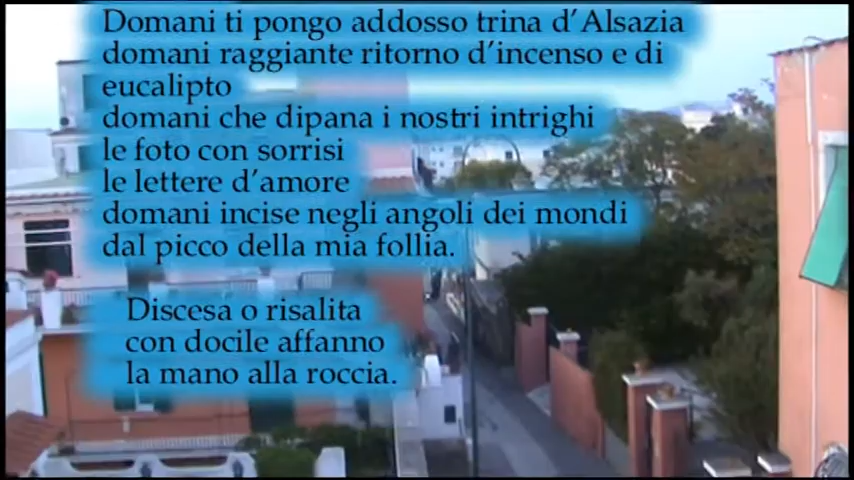 Domani ti pongo addosso trina d'Alsazia
domani raggiante ritorno d'incenso e di
eucalipto
domani che dipana i nostri intrighi
le foto con sorrisi
le lettere d'amore
domani incise negli angoli dei mondi
dal picco della mia follia.
Discesa o risalita
con docile affanno
la mano alla roccia.